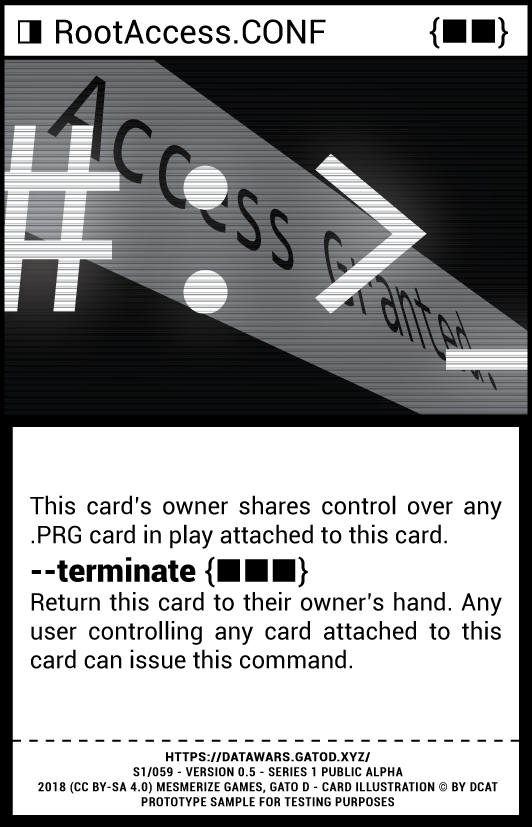 ◨ RootAccess.CONF {■■}
Access Granted.
#:>_
This card's owner shares control over any
.PRG card in play attached to this card.
--terminate {■■■}
Return this card to their owner's hand. Any
user controlling any card attached to this
card can issue this command.
HTTPS://DATAWARS.GATOD.XYZ/
S1/059 - VERSION 0.5 - SERIES 1 PUBLIC ALPHA
2018 (CC BY-SA 4.0) MESMERIZE GAMES, GATO D - CARD ILLUSTRATION © BY DCAT
PROTOTYPE SAMPLE FOR TESTING PURPOSES